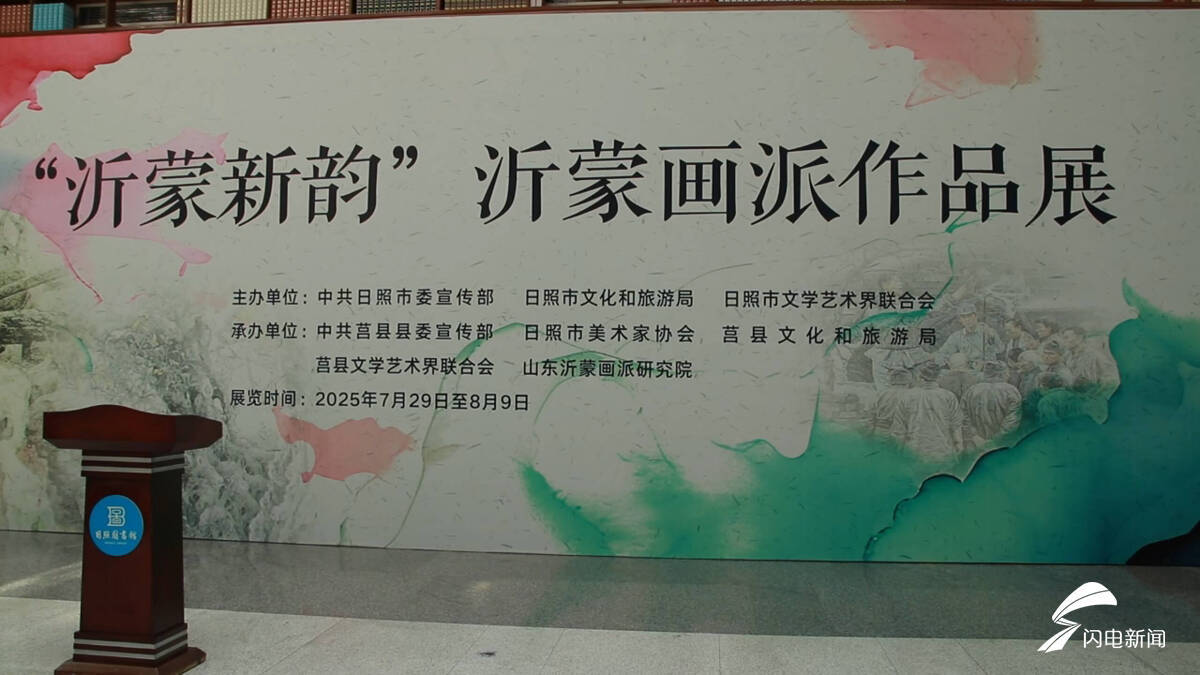 “沂蒙新韵” 沂蒙画派作品展
主办单位：中共日照市委宣传部 日照市文化和旅游局 日照市文学艺术界联合会
承办单位：中共莒县县委宣传部 日照市美术家协会 莒县文化和旅游局
莒县文学艺术界联合会 山东沂蒙画派研究院
展览时间：2025年7月29日至8月9日
日照图书馆
闪电新闻